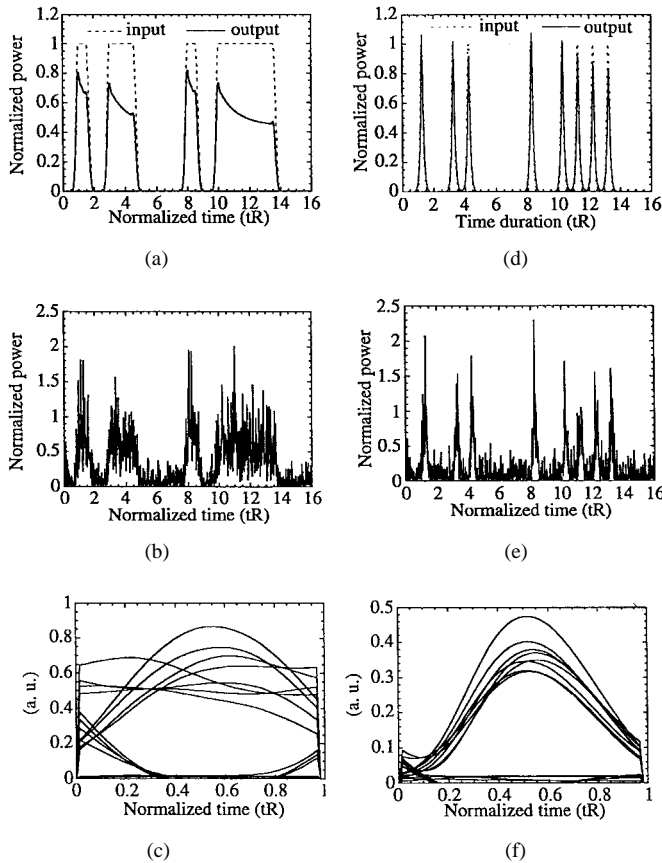 input output
Normalized power
1.2
1
0.8
0.6
0.4
0.2
0
0 2 4 6 8 10 12 14 16
Normalized time (tR)
(a)
input output
Normalized power
1.2
1
0.8
0.6
0.4
0.2
0
0 2 4 6 8 10 12 14 16
Time duration (tR)
(d)
Normalized power
2.5
2
1.5
1
0.5
0
0 2 4 6 8 10 12 14 16
Normalized time (tR)
(b)
Normalized power
2.5
2
1.5
1
0.5
0
0 2 4 6 8 10 12 14 16
Normalized time (tR)
(e)
(a. u.)
1
0.8
0.6
0.4
0.2
0
0 0.2 0.4 0.6 0.8 1
Normalized time (tR)
(c)
(a. u.)
0.5
0.4
0.3
0.2
0.1
0
0 0.2 0.4 0.6 0.8 1
Normalized time (tR)
(f)